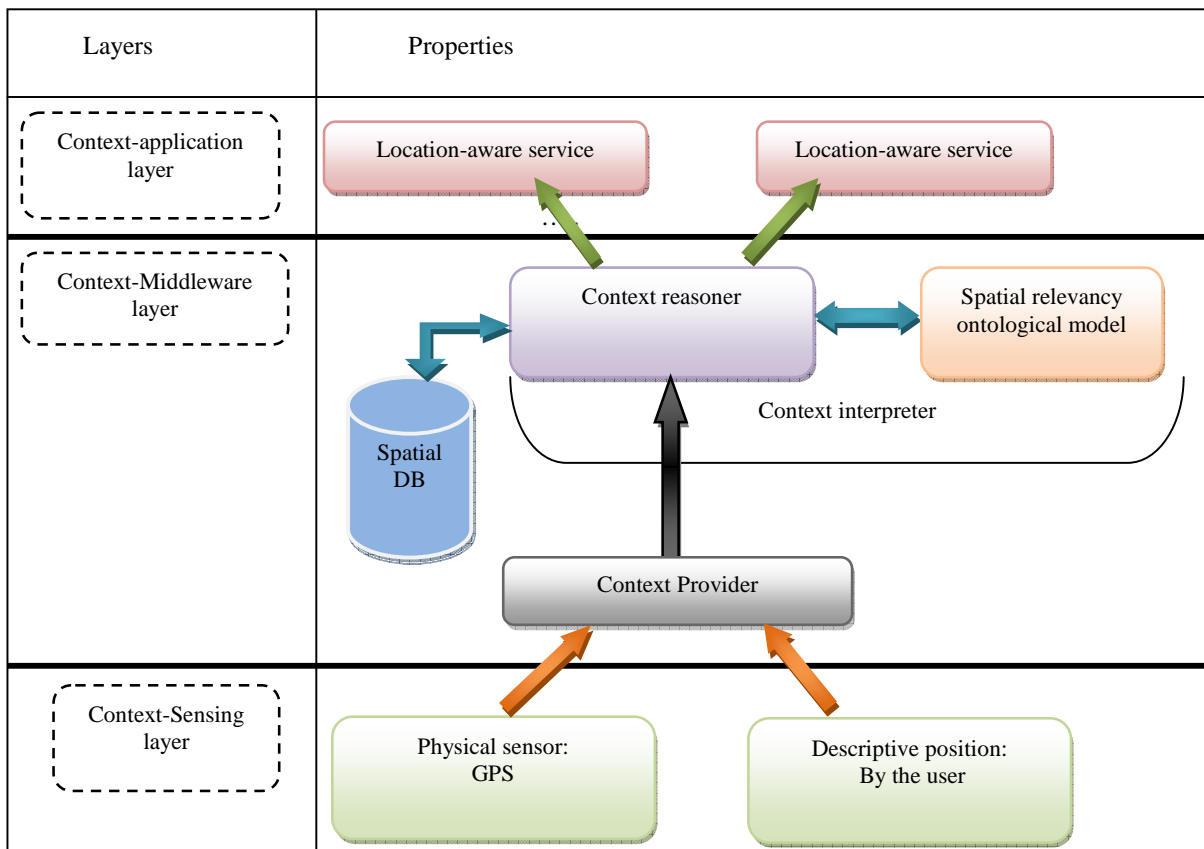 Layers
Properties
Context-application
layer
Location-aware service
Location-aware service
.. ..
Context-Middleware
layer
Context reasoner
Spatial relevancy
ontological model
Context interpreter
Spatial
DB
Context Provider
Context-Sensing
layer
Physical sensor:
GPS
Descriptive position:
By the user